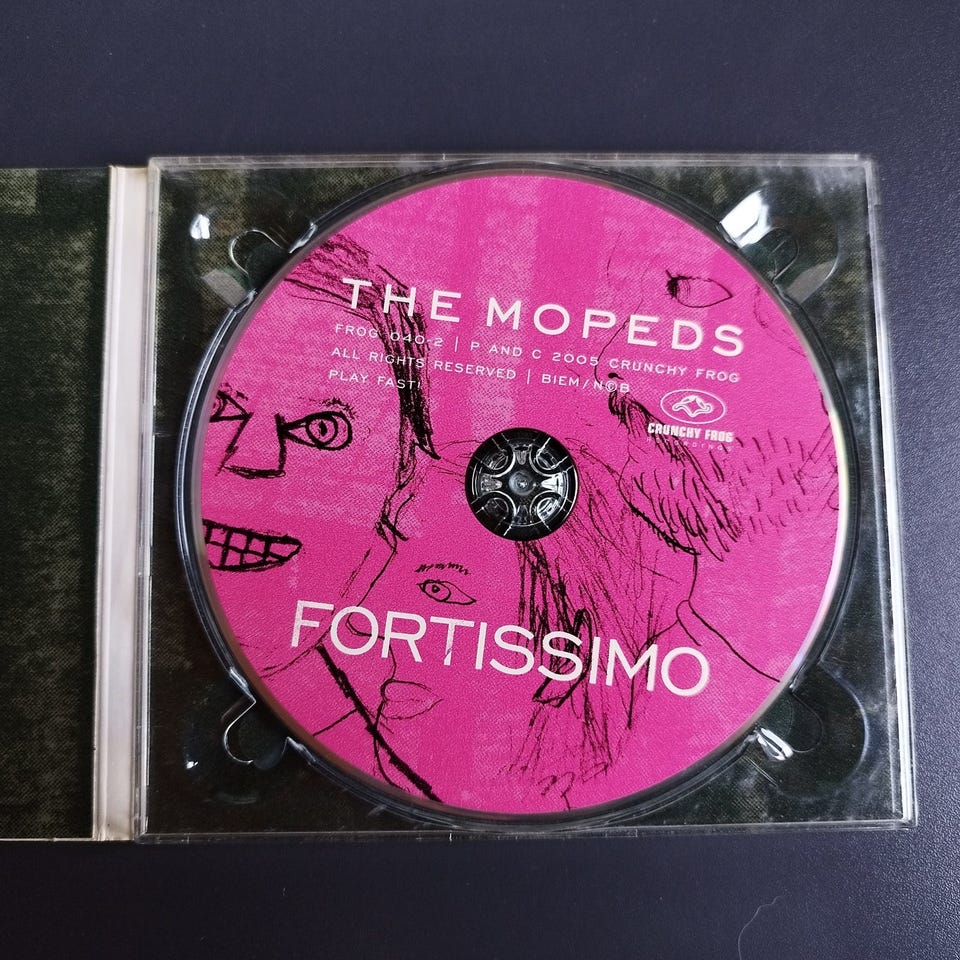 THE MOPEDS
FROG 040-2 | P AND C 2005 CRUNCHY FROG
ALL RIGHTS RESERVED | BIEM/N©B
PLAY FAST!
CRUNCHY FROG
RECORDINGS
FORTISSIMO